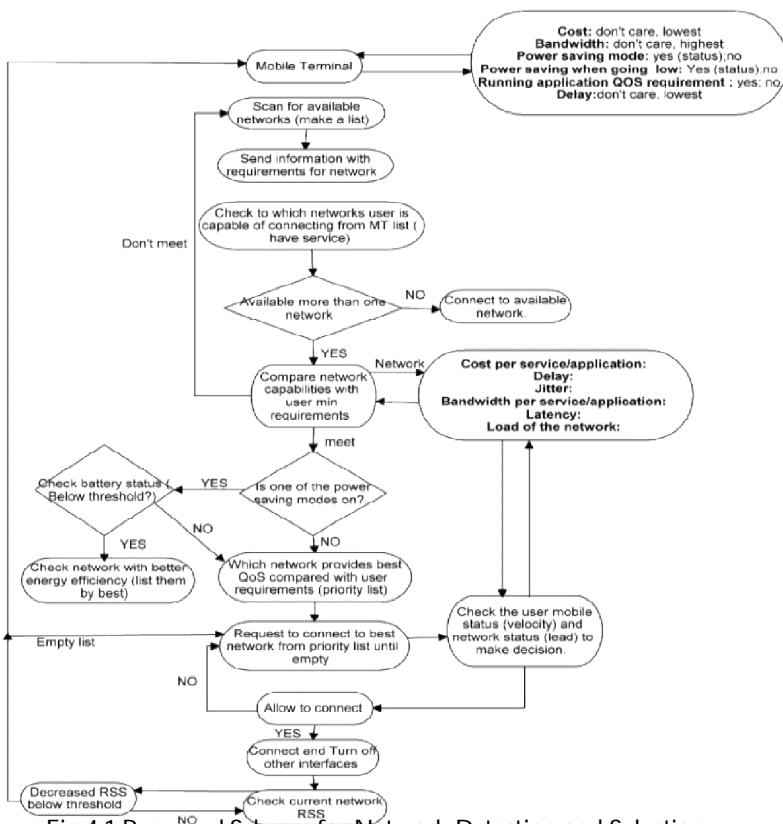 Cost: don't care, lowest
Bandwidth: don't care, highest
Power saving mode: yes (status);no
Power saving when going low: Yes (status);no
Running application QOS requirement : yes; no,
Delay:don't care, lowest
Mobile Terminal
Scan for available
networks (make a list)
Send information with
requirements for network
Check to which networks user is
capable of connecting from MT list (
have service)
Don't meet
Available more than one
network
NO
Connect to available
network.
YES
Compare network
capabilities with
user min
requirements
Network
Cost per service/application:
Delay:
Jitter:
Bandwidth per service/application:
Latency:
Load of the network:
meet
Check battery status (
Below threshold?)
YES
Is one of the power
saving modes on?
NO
YES
NO
Check network with better
energy efficiency (list them
by best)
Which network provides best
QoS compared with user
requirements (priority list)
Check the user mobile
status (velocity) and
network status (lead) to
make decision.
Empty list
Request to connect to best
network from priority list until
empty
NO
Allow to connect
YES
Connect and Turn off
other interfaces
Decreased RSS
below threshold
NO
Check current network
RSS
Network Detection and Selection